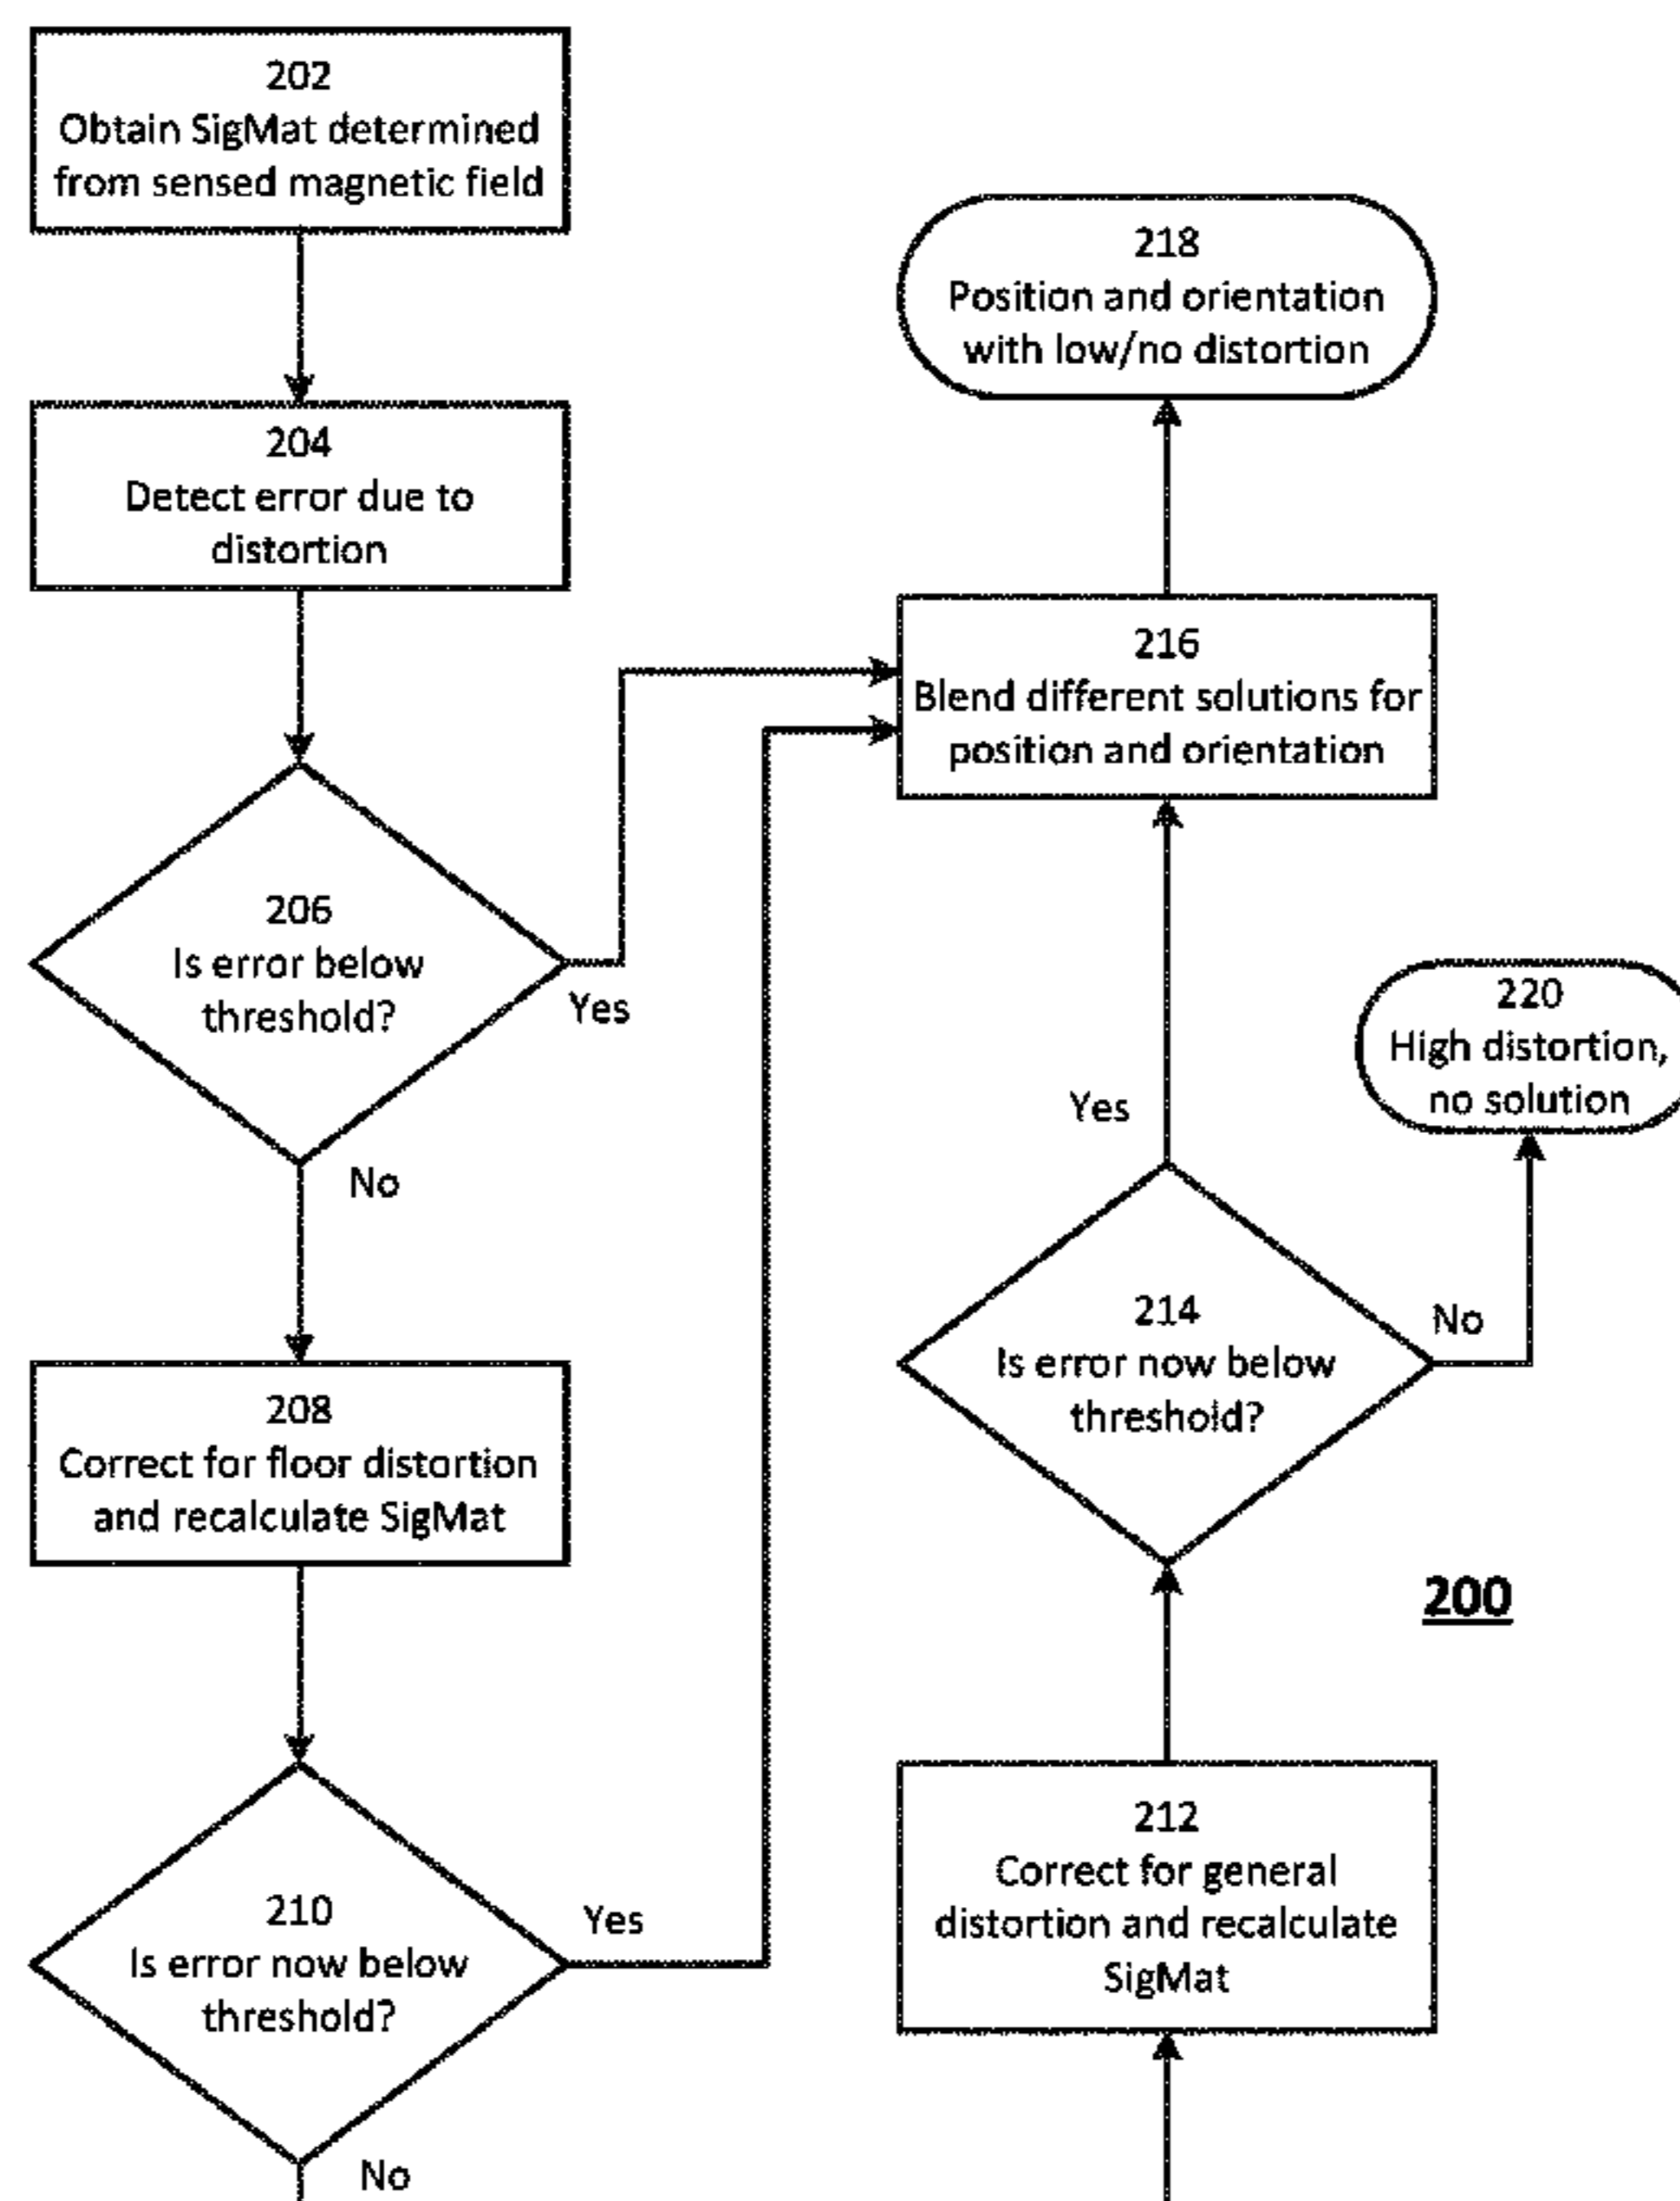 202
Obtain SigMat determined
from sensed magnetic field
204
Detect error due to
distortion
206
Is error below
threshold?
Yes
No
208
Correct for floor distortion
and recalculate SigMat
210
Is error now below
threshold?
Yes
No
218
Position and orientation
with low/no distortion
216
Blend different solutions for
position and orientation
220
High distortion,
no solution
Yes
214
Is error now below
threshold?
No
200
212
Correct for general
distortion and recalculate
SigMat